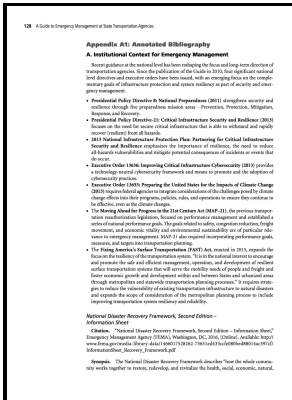 128 A Guide to Emergency Management at State Transportation Agencies
Appendix A1: Annotated Bibliography
A. Institutional Context for Emergency Management
Recent guidance at the national level has been reshaping the focus and long-term direction of
transportation agencies. Since the publication of the Guide in 2010, four significant national
level directives and executive orders have been issued, with an emerging focus on the comple-
mentary goals of infrastructure protection and system resiliency as part of security and emer-
gency management.
• Presidential Policy Directive 8: National Preparedness (2011) strengthens security and
resilience through five preparedness mission areas - Prevention, Protection, Mitigation,
Response, and Recovery.
• Presidential Policy Directive-21: Critical Infrastructure Security and Resilience (2013)
focuses on the need for secure critical infrastructure that is able to withstand and rapidly
recover (resilient) from all hazards.
• 2013 National Infrastructure Protection Plan: Partnering for Critical Infrastructure
Security and Resilience emphasizes the importance of resilience, the need to reduce
all-hazards vulnerabilities and mitigate potential consequences of incidents or events that
do occur.
• Executive Order 13636: Improving Critical Infrastructure Cybersecurity (2013) provides
a technology-neutral cybersecurity framework and means to promote and the adoption of
cybersecurity practices.
• Executive Order 13653: Preparing the United States for the Impacts of Climate Change
(2013) requires federal agencies to integrate considerations of the challenges posed by climate
change effects into their programs, policies, rules, and operations to ensure they continue to
be effective, even as the climate changes.
• The Moving Ahead for Progress in the 21st Century Act (MAP-21), the previous transpor-
tation reauthorization legislation, focused on performance management and established a
series of national performance goals. The goals related to safety, congestion reduction, freight
movement, and economic vitality and environmental sustainability are of particular rele-
vance to emergency management. MAP-21 also required incorporating performance goals,
measures, and targets into transportation planning.
• The Fixing America's Surface Transportation (FAST) Act, enacted in 2015, expands the
focus on the resiliency of the transportation system. "It is in the national interest to encourage
and promote the safe and efficient management, operation, and development of resilient
surface transportation systems that will serve the mobility needs of people and freight and
foster economic growth and development within and between States and urbanized areas
through metropolitan and statewide transportation planning processes." It requires strate-
gies to reduce the vulnerability of existing transportation infrastructure to natural disasters
and expands the scope of consideration of the metropolitan planning process to include
improving transportation system resiliency and reliability.
National Disaster Recovery Framework, Second Edition –
Information Sheet
Citation. "National Disaster Recovery Framework, Second Edition – Information Sheet,"
Emergency Management Agency (FEMA), Washington, DC, 2016, [Online]. Available: http://
Synopsis. The National Disaster Recovery Framework describes "how the whole commu-
nity works together to restore, redevelop, and revitalize the health, social, economic, natural,